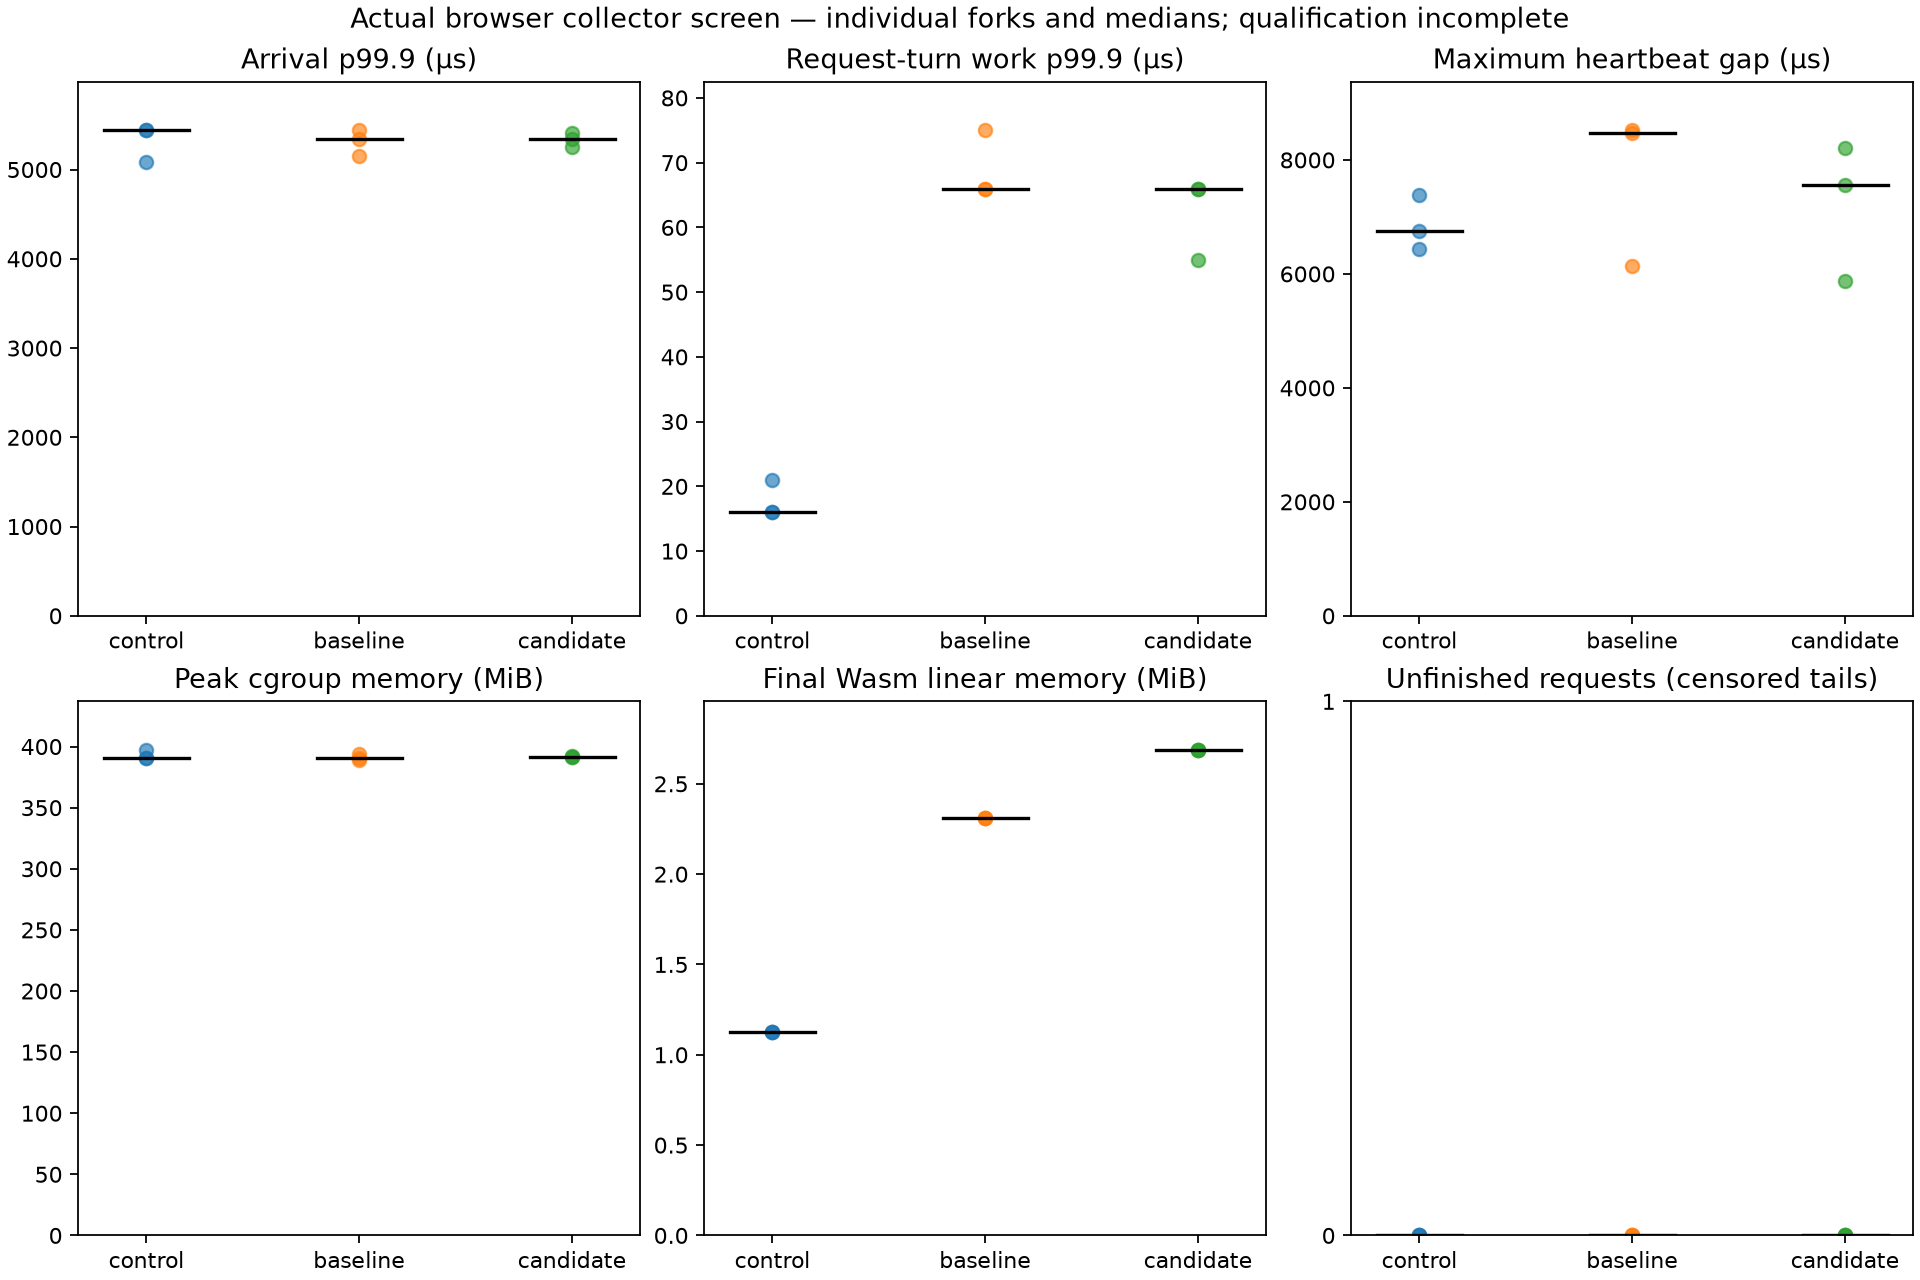 Actual browser collector screen — individual forks and medians; qualification incomplete
Arrival p99.9 (µs)
5000
4000
3000
2000
1000
0
control baseline candidate
Request-turn work p99.9 (µs)
80
70
60
50
40
30
20
10
0
control baseline candidate
Maximum heartbeat gap (µs)
8000
6000
4000
2000
0
control baseline candidate
Peak cgroup memory (MiB)
400
350
300
250
200
150
100
50
0
control baseline candidate
Final Wasm linear memory (MiB)
2.5
2.0
1.5
1.0
0.5
0.0
control baseline candidate
Unfinished requests (censored tails)
1
0
control baseline candidate